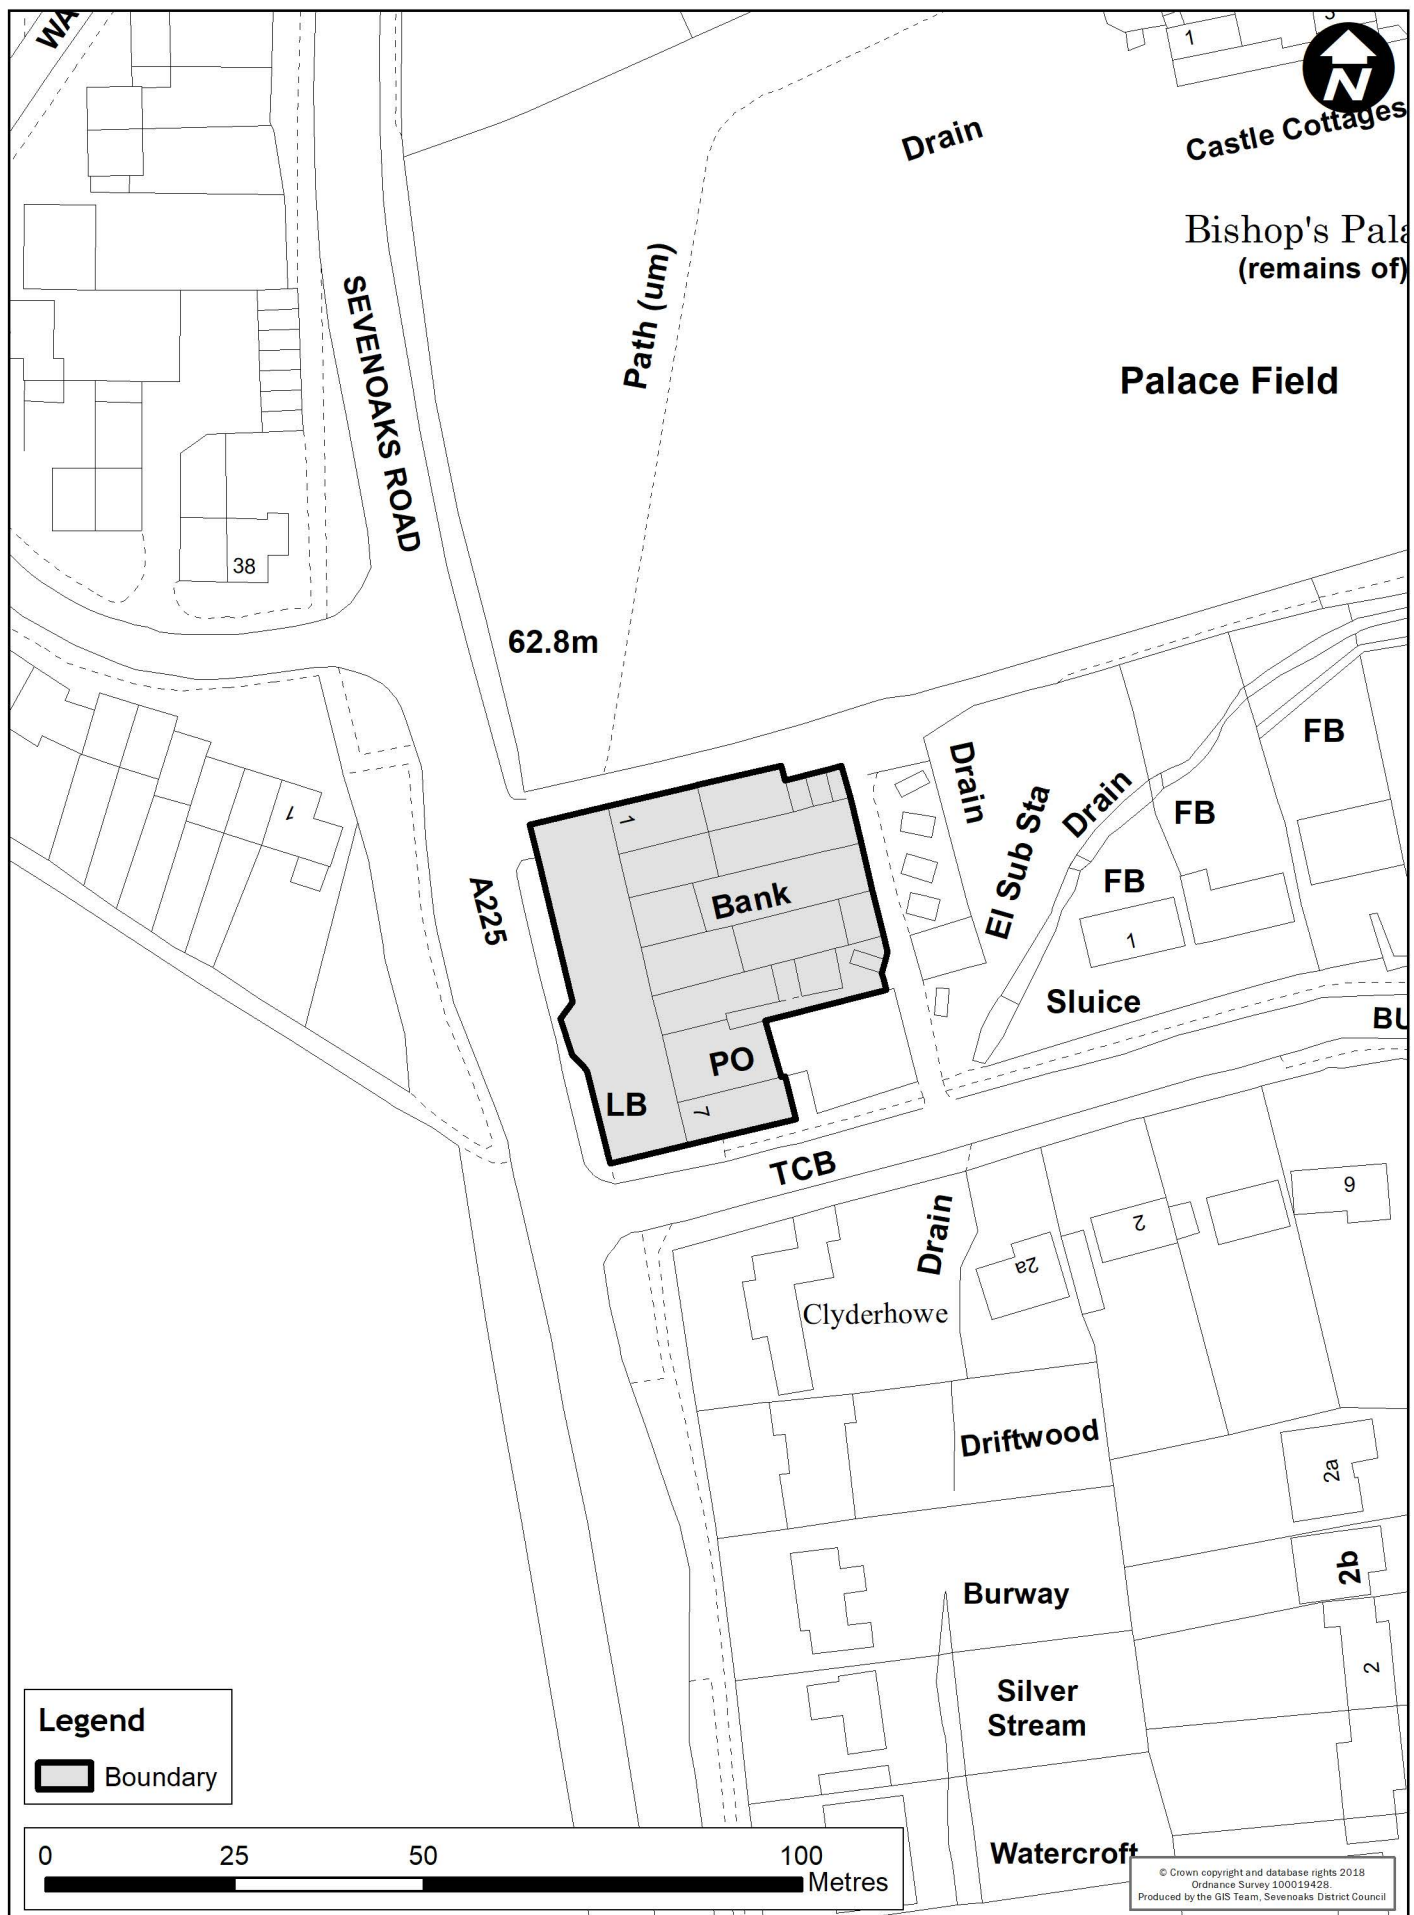 WA
1
3
N
Drain
Castle Cottages
Bishop's Pala
(remains of)
Path (um)
SEVENOAKS ROAD
Palace Field
38
62.8m
FB
Drain
El Sub Sta
Drain
FB
1
1
A225
Bank
FB
1
Sluice
BU
PO
LB
7
TCB
Drain
2a
2
9
Clyderhowe
Driftwood
2a
Burway
2b
Silver
Stream
2
Legend
Boundary
0 25 50 100
Metres
Watercroft
© Crown copyright and database rights 2018
Ordnance Survey 100019428.
Produced by the GIS Team, Sevenoaks District Council